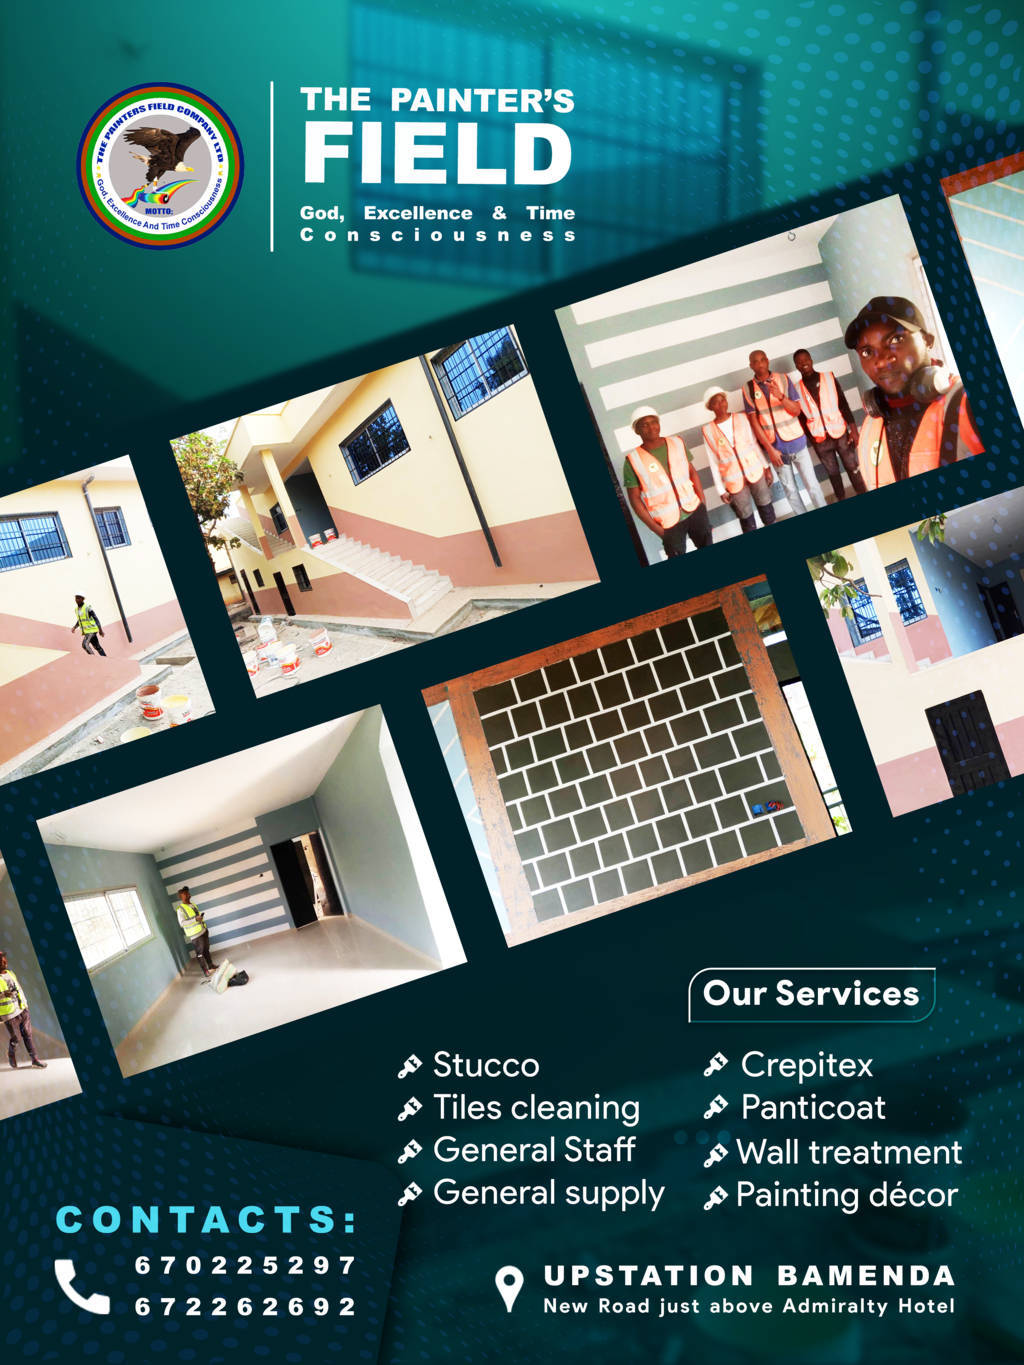 THE PAINTERS FIELD COMPANY LTD
MOTTO:
God, Excellence And Time Consciousness
THE PAINTER'S
FIELD
God, Excellence & Time
Consciousness
Our Services
Stucco
Tiles cleaning
General Staff
General supply
Crepitex
Panticoat
Wall treatment
Painting décor
CONTACTS:
670225297
672262692
UPSTATION BAMENDA
New Road just above Admiralty Hotel